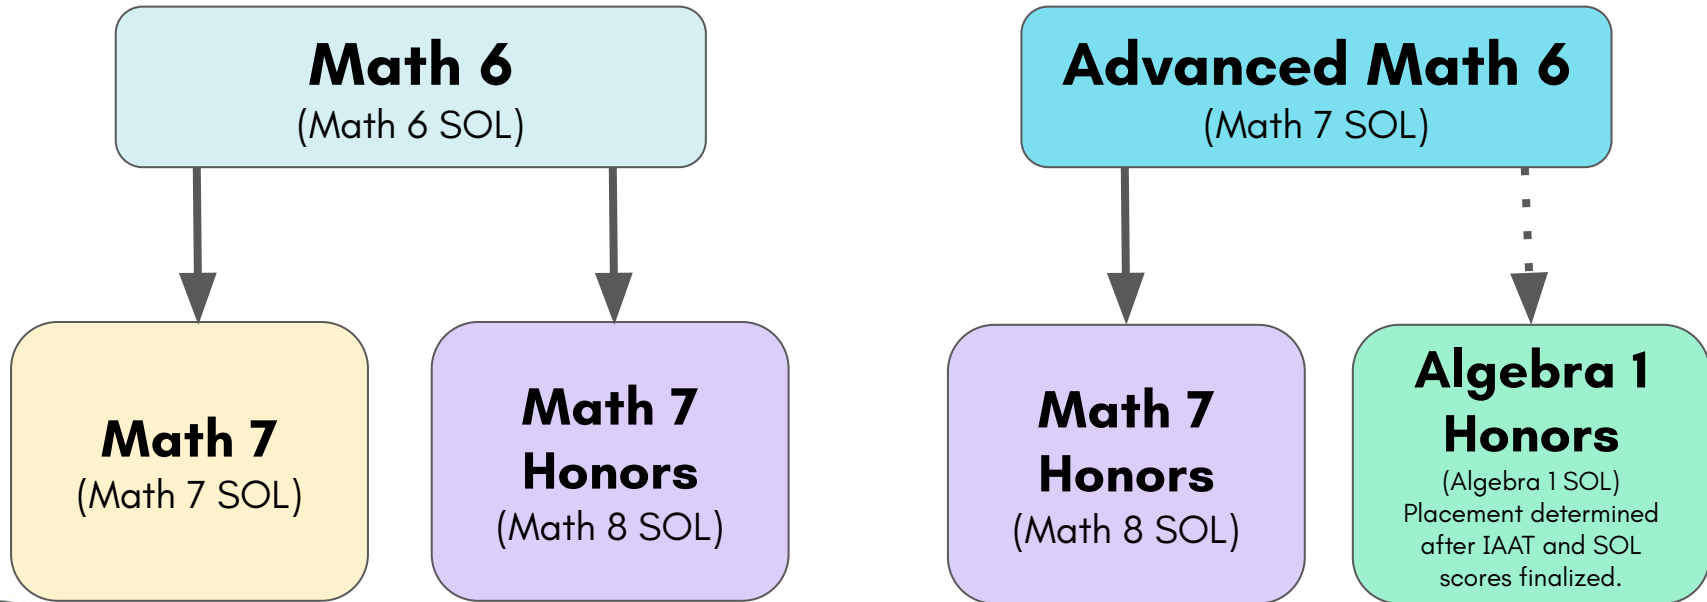 Math 6
(Math 6 SOL)
Advanced Math 6
(Math 7 SOL)
Math 7
(Math 7 SOL)
Math 7
Honors
(Math 8 SOL)
Math 7
Honors
(Math 8 SOL)
Algebra 1
Honors
(Algebra 1 SOL)
Placement determined
after IAAT and SOL
scores finalized.